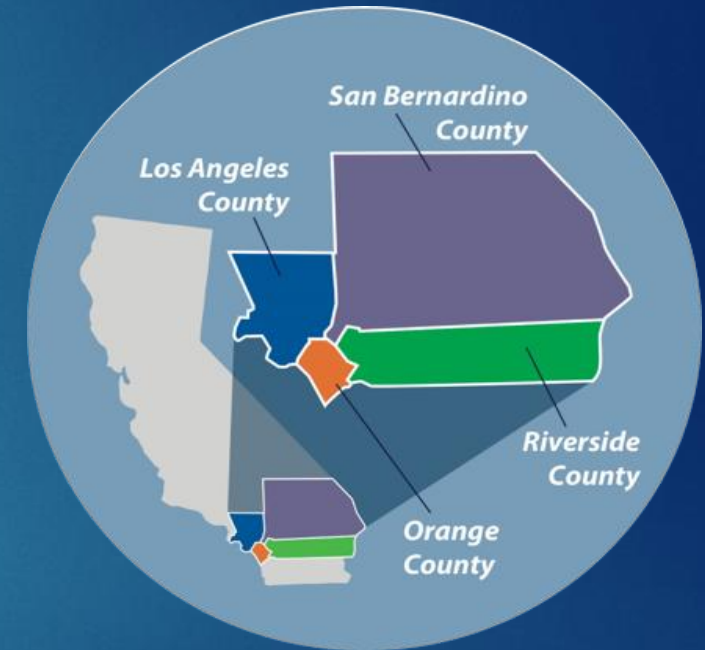 San Bernardino
County
Los Angeles
County
Riverside
County
Orange
County